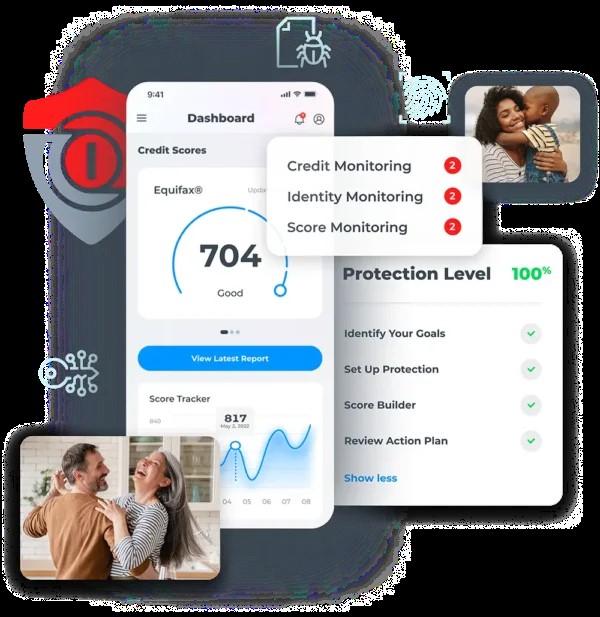 9:41
Dashboard
Credit Scores
Equifax®
704
Good
View Latest Report
Score Tracker
840
817
May 2, 2022
04 05 06 07 08
Credit Monitoring 2
Identity Monitoring 2
Score Monitoring 2
Protection Level 100%
Identify Your Goals
Set Up Protection
Score Builder
Review Action Plan
Show less